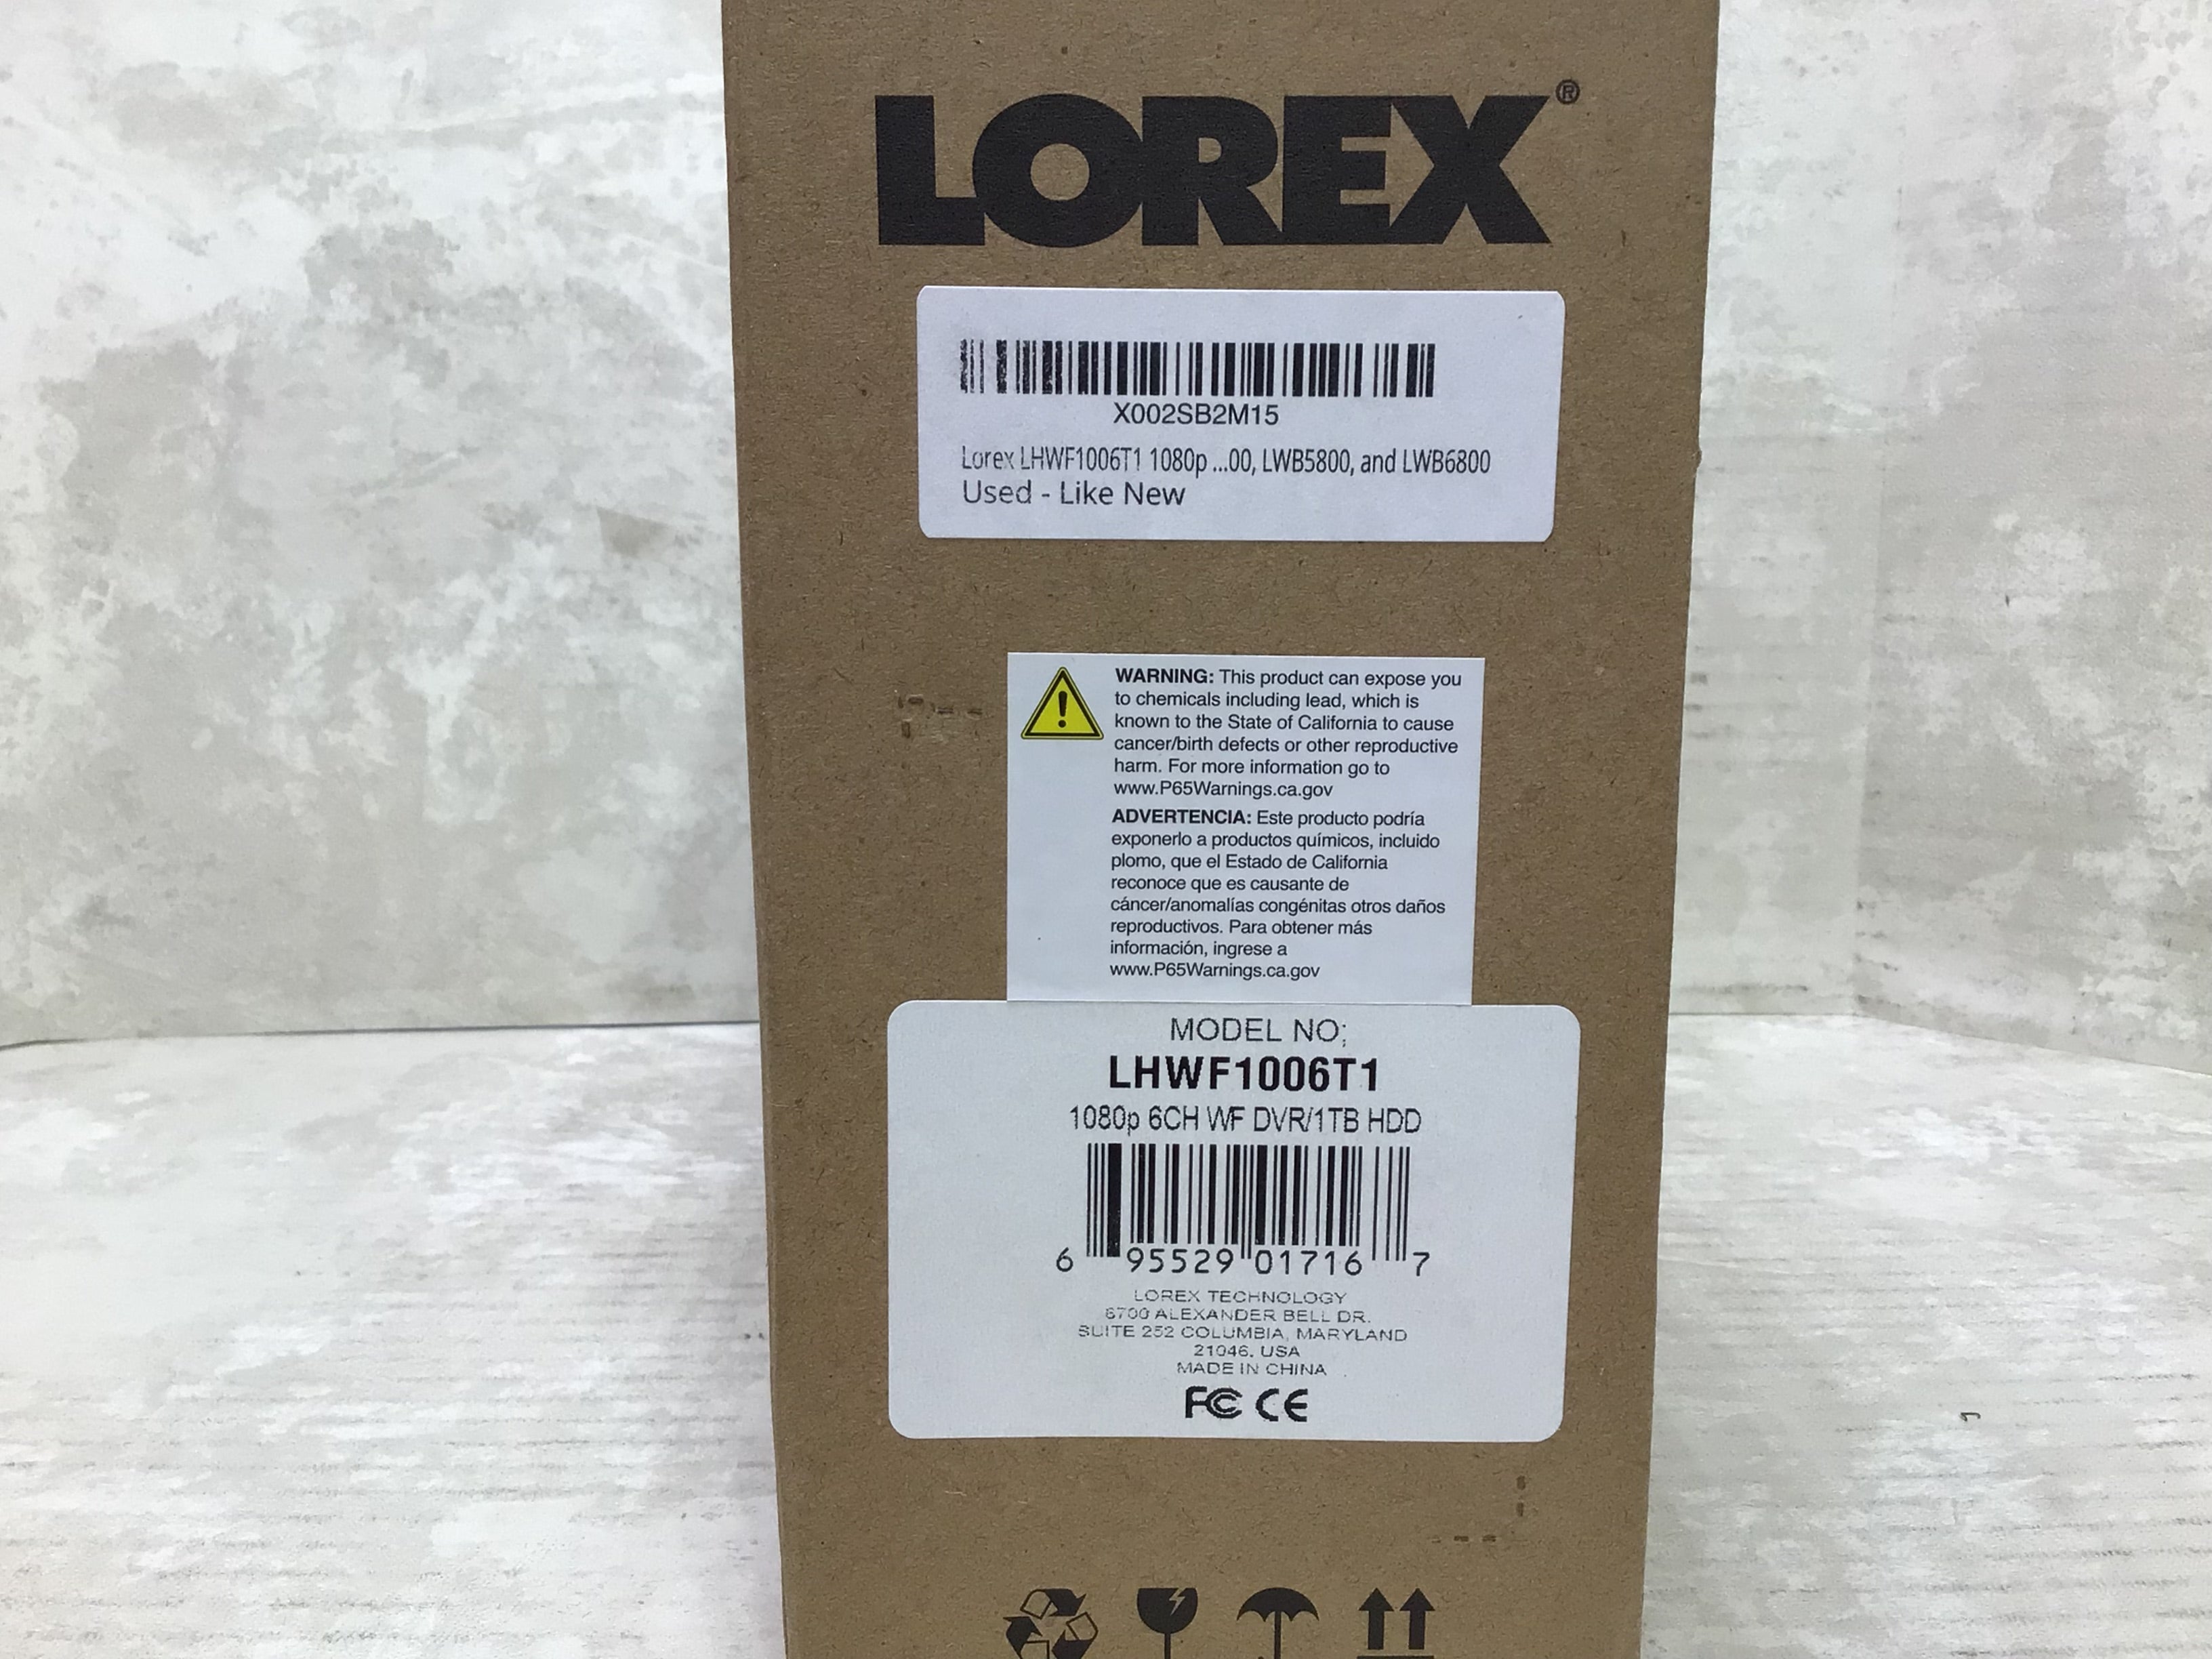 LOREX®
X002SB2M15
Lorex LHWF1006T1 1080p ...00, LWB5800, and LWB6800
Used - Like New
WARNING: This product can expose you
to chemicals including lead, which is
known to the State of California to cause
cancer/birth defects or other reproductive
harm. For more information go to
www.P65Warnings.ca.gov
ADVERTENCIA: Este producto podría
exponerlo a productos químicos, incluido
plomo, que el Estado de California
reconoce que es causante de
cáncer/anomalías congénitas otros daños
reproductivos. Para obtener más
información, ingrese a
www.P65Warnings.ca.gov
MODEL NO;
LHWF1006T1
1080p 6CH WF DVR/1TB HDD
6 95529 01716 7
LOREX TECHNOLOGY
6700 ALEXANDER BELL DR.
SUITE 252 COLUMBIA, MARYLAND
21046. USA
MADE IN CHINA
FC CE